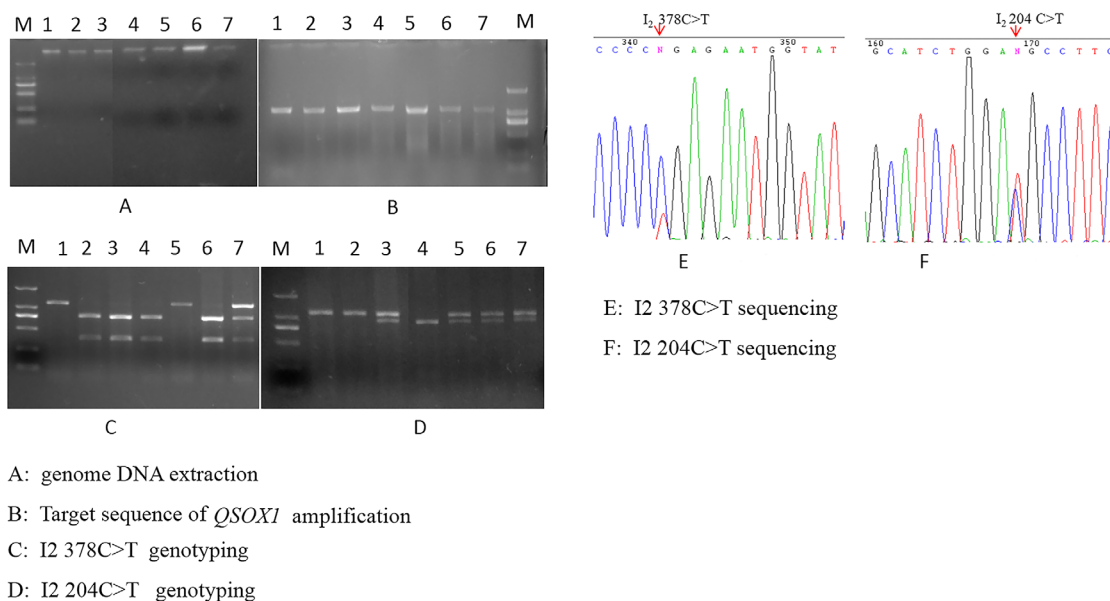 M 1 2 3 4 5 6 7
1 2 3 4 5 6 7 M
A
B
M 1 2 3 4 5 6 7
M 1 2 3 4 5 6 7
C
D
I2 378C>T
340 350
C C C C N G A G A A T G G T A T
E
I2 204 C>T
160 170
G C A T C T G G A N G C C T T C
F
E: I2 378C>T sequencing
F: I2 204C>T sequencing
A: genome DNA extraction
B: Target sequence of QSOX1 amplification
C: I2 378C>T genotyping
D: I2 204C>T genotyping